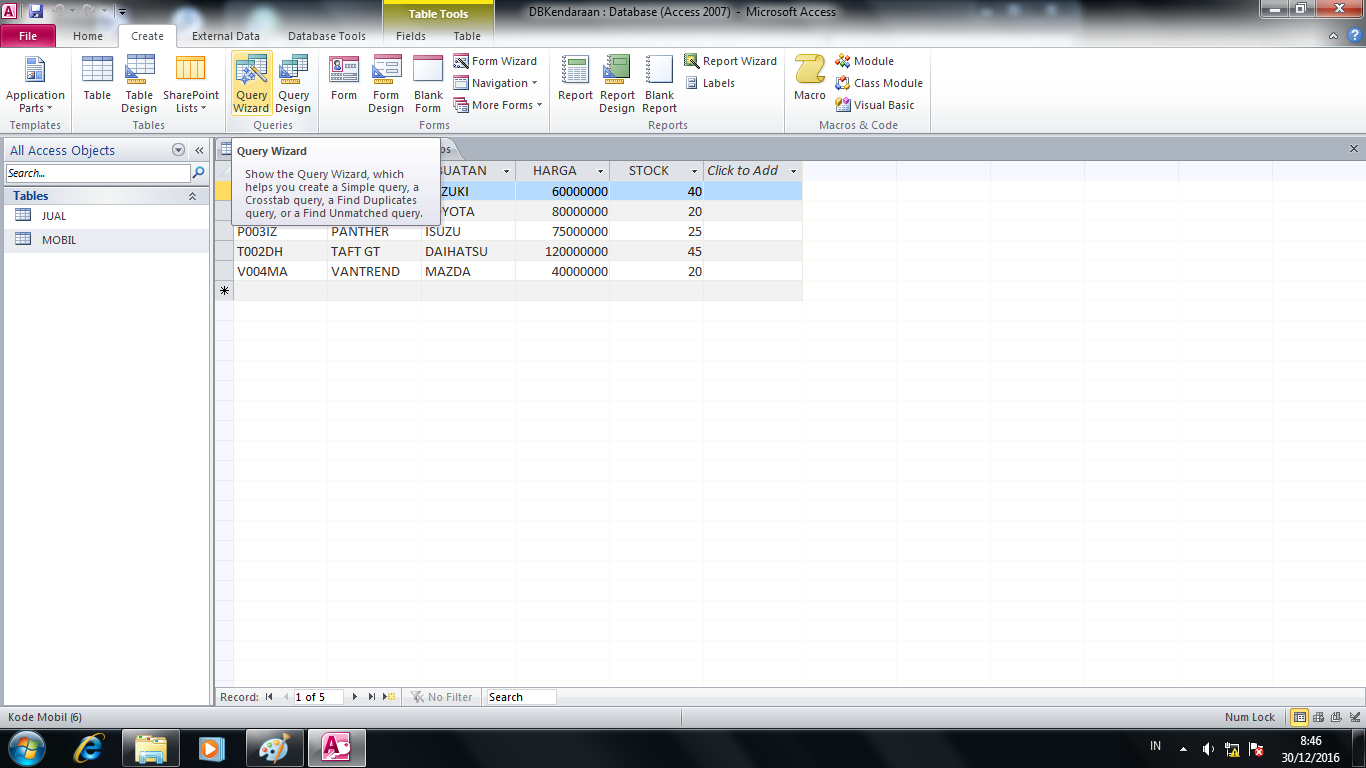 Table Tools
DBKendaraan : Database (Access 2007) - Microsoft Access
File Home Create External Data Database Tools Fields Table
Application Parts
Table
Table Design
SharePoint Lists
Query Wizard
Query Design
Form
Form Design
Blank Form
Form Wizard
Navigation
More Forms
Report
Report Design
Blank Report
Report Wizard
Labels
Macro
Module
Class Module
Visual Basic
Templates Tables Queries Forms Reports Macros & Code
All Access Objects
Search...
Tables
JUAL
MOBIL
Query Wizard
Show the Query Wizard, which
helps you create a Simple query, a
Crosstab query, a Find Duplicates
query, or a Find Unmatched query.
UATAN HARGA STOCK Click to Add
ZUKI 60000000 40
YOTA 80000000 20
P003IZ PANTHER ISUZU 75000000 25
T002DH TAFT GT DAIHATSU 120000000 45
V004MA VANTREND MAZDA 40000000 20
Record: 1 of 5 No Filter Search
Kode Mobil (6) Num Lock
IN 8:46
30/12/2016